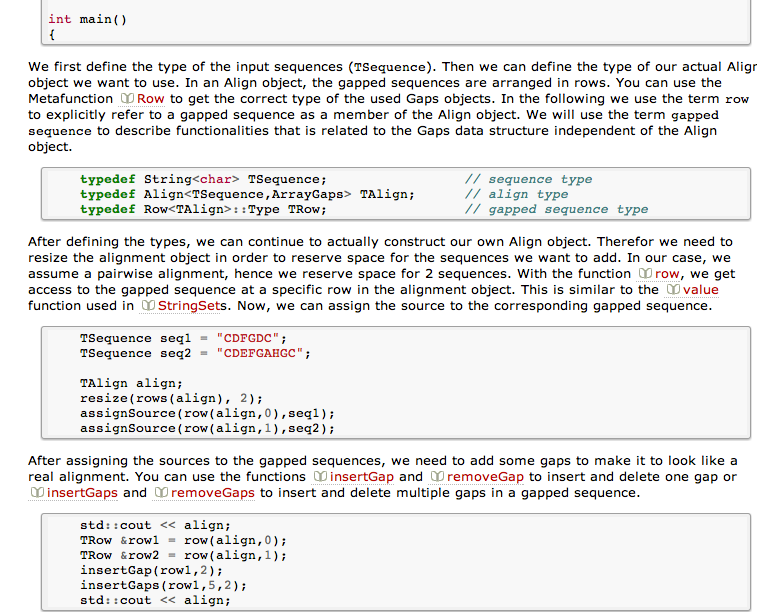 int main()
{
We first define the type of the input sequences (TSequence). Then we can define the type of our actual Align
object we want to use. In an Align object, the gapped sequences are arranged in rows. You can use the
Metafunction Row to get the correct type of the used Gaps objects. In the following we use the term row
to explicitly refer to a gapped sequence as a member of the Align object. We will use the term gapped
sequence to describe functionalities that is related to the Gaps data structure independent of the Align
object.
typedef String<char> TSequence; // sequence type
typedef Align<TSequence,ArrayGaps> TAlign; // align type
typedef Row<TAlign>::Type TRow; // gapped sequence type
After defining the types, we can continue to actually construct our own Align object. Therefor we need to
resize the alignment object in order to reserve space for the sequences we want to add. In our case, we
assume a pairwise alignment, hence we reserve space for 2 sequences. With the function row, we get
access to the gapped sequence at a specific row in the alignment object. This is similar to the value
function used in StringSets. Now, we can assign the source to the corresponding gapped sequence.
TSequence seq1 = "CDFGDC";
TSequence seq2 = "CDEFGAHGC";
TAlign align;
resize(rows(align), 2);
assignSource(row(align,0),seq1);
assignSource(row(align,1),seq2);
After assigning the sources to the gapped sequences, we need to add some gaps to make it to look like a
real alignment. You can use the functions insertGap and removeGap to insert and delete one gap or
insertGaps and removeGaps to insert and delete multiple gaps in a gapped sequence.
std::cout << align;
TRow &row1 = row(align,0);
TRow &row2 = row(align,1);
insertGap(row1,2);
insertGaps(row1,5,2);
std::cout << align;